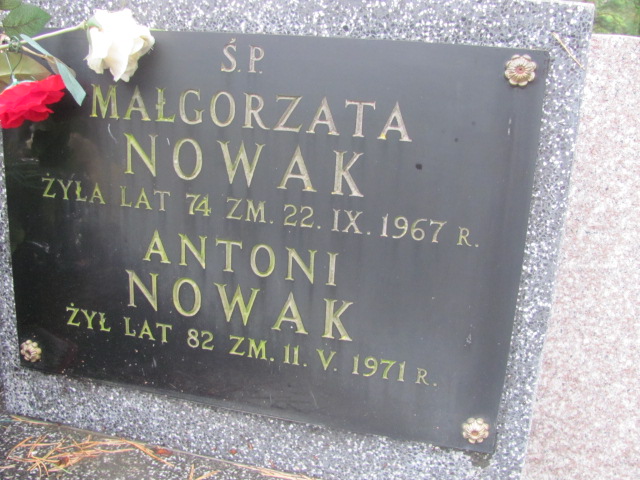 Ś.P.
MAŁGORZATA
NOWAK
ŻYŁA LAT 74 ZM. 22. IX. 1967 R.
ANTONI
NOWAK
ŻYŁ LAT 82 ZM. 11. V. 1971 R.